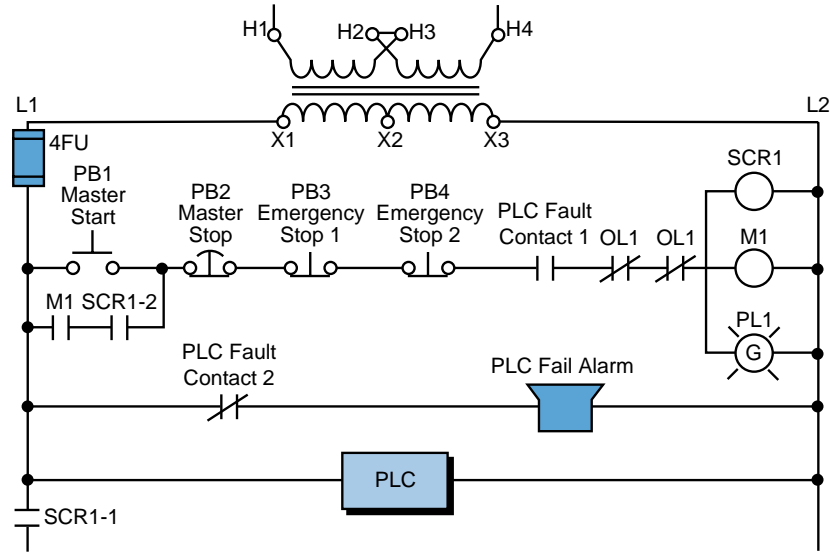 H1
H2
H3
H4
L1
L2
X1
X2
X3
4FU
PB1
Master
Start
PB2
Master
Stop
PB3
Emergency
Stop 1
PB4
Emergency
Stop 2
PLC Fault
Contact 1
OL1
OL1
SCR1
M1
PL1
G
M1
SCR1-2
PLC Fault
Contact 2
PLC Fail Alarm
PLC
SCR1-1